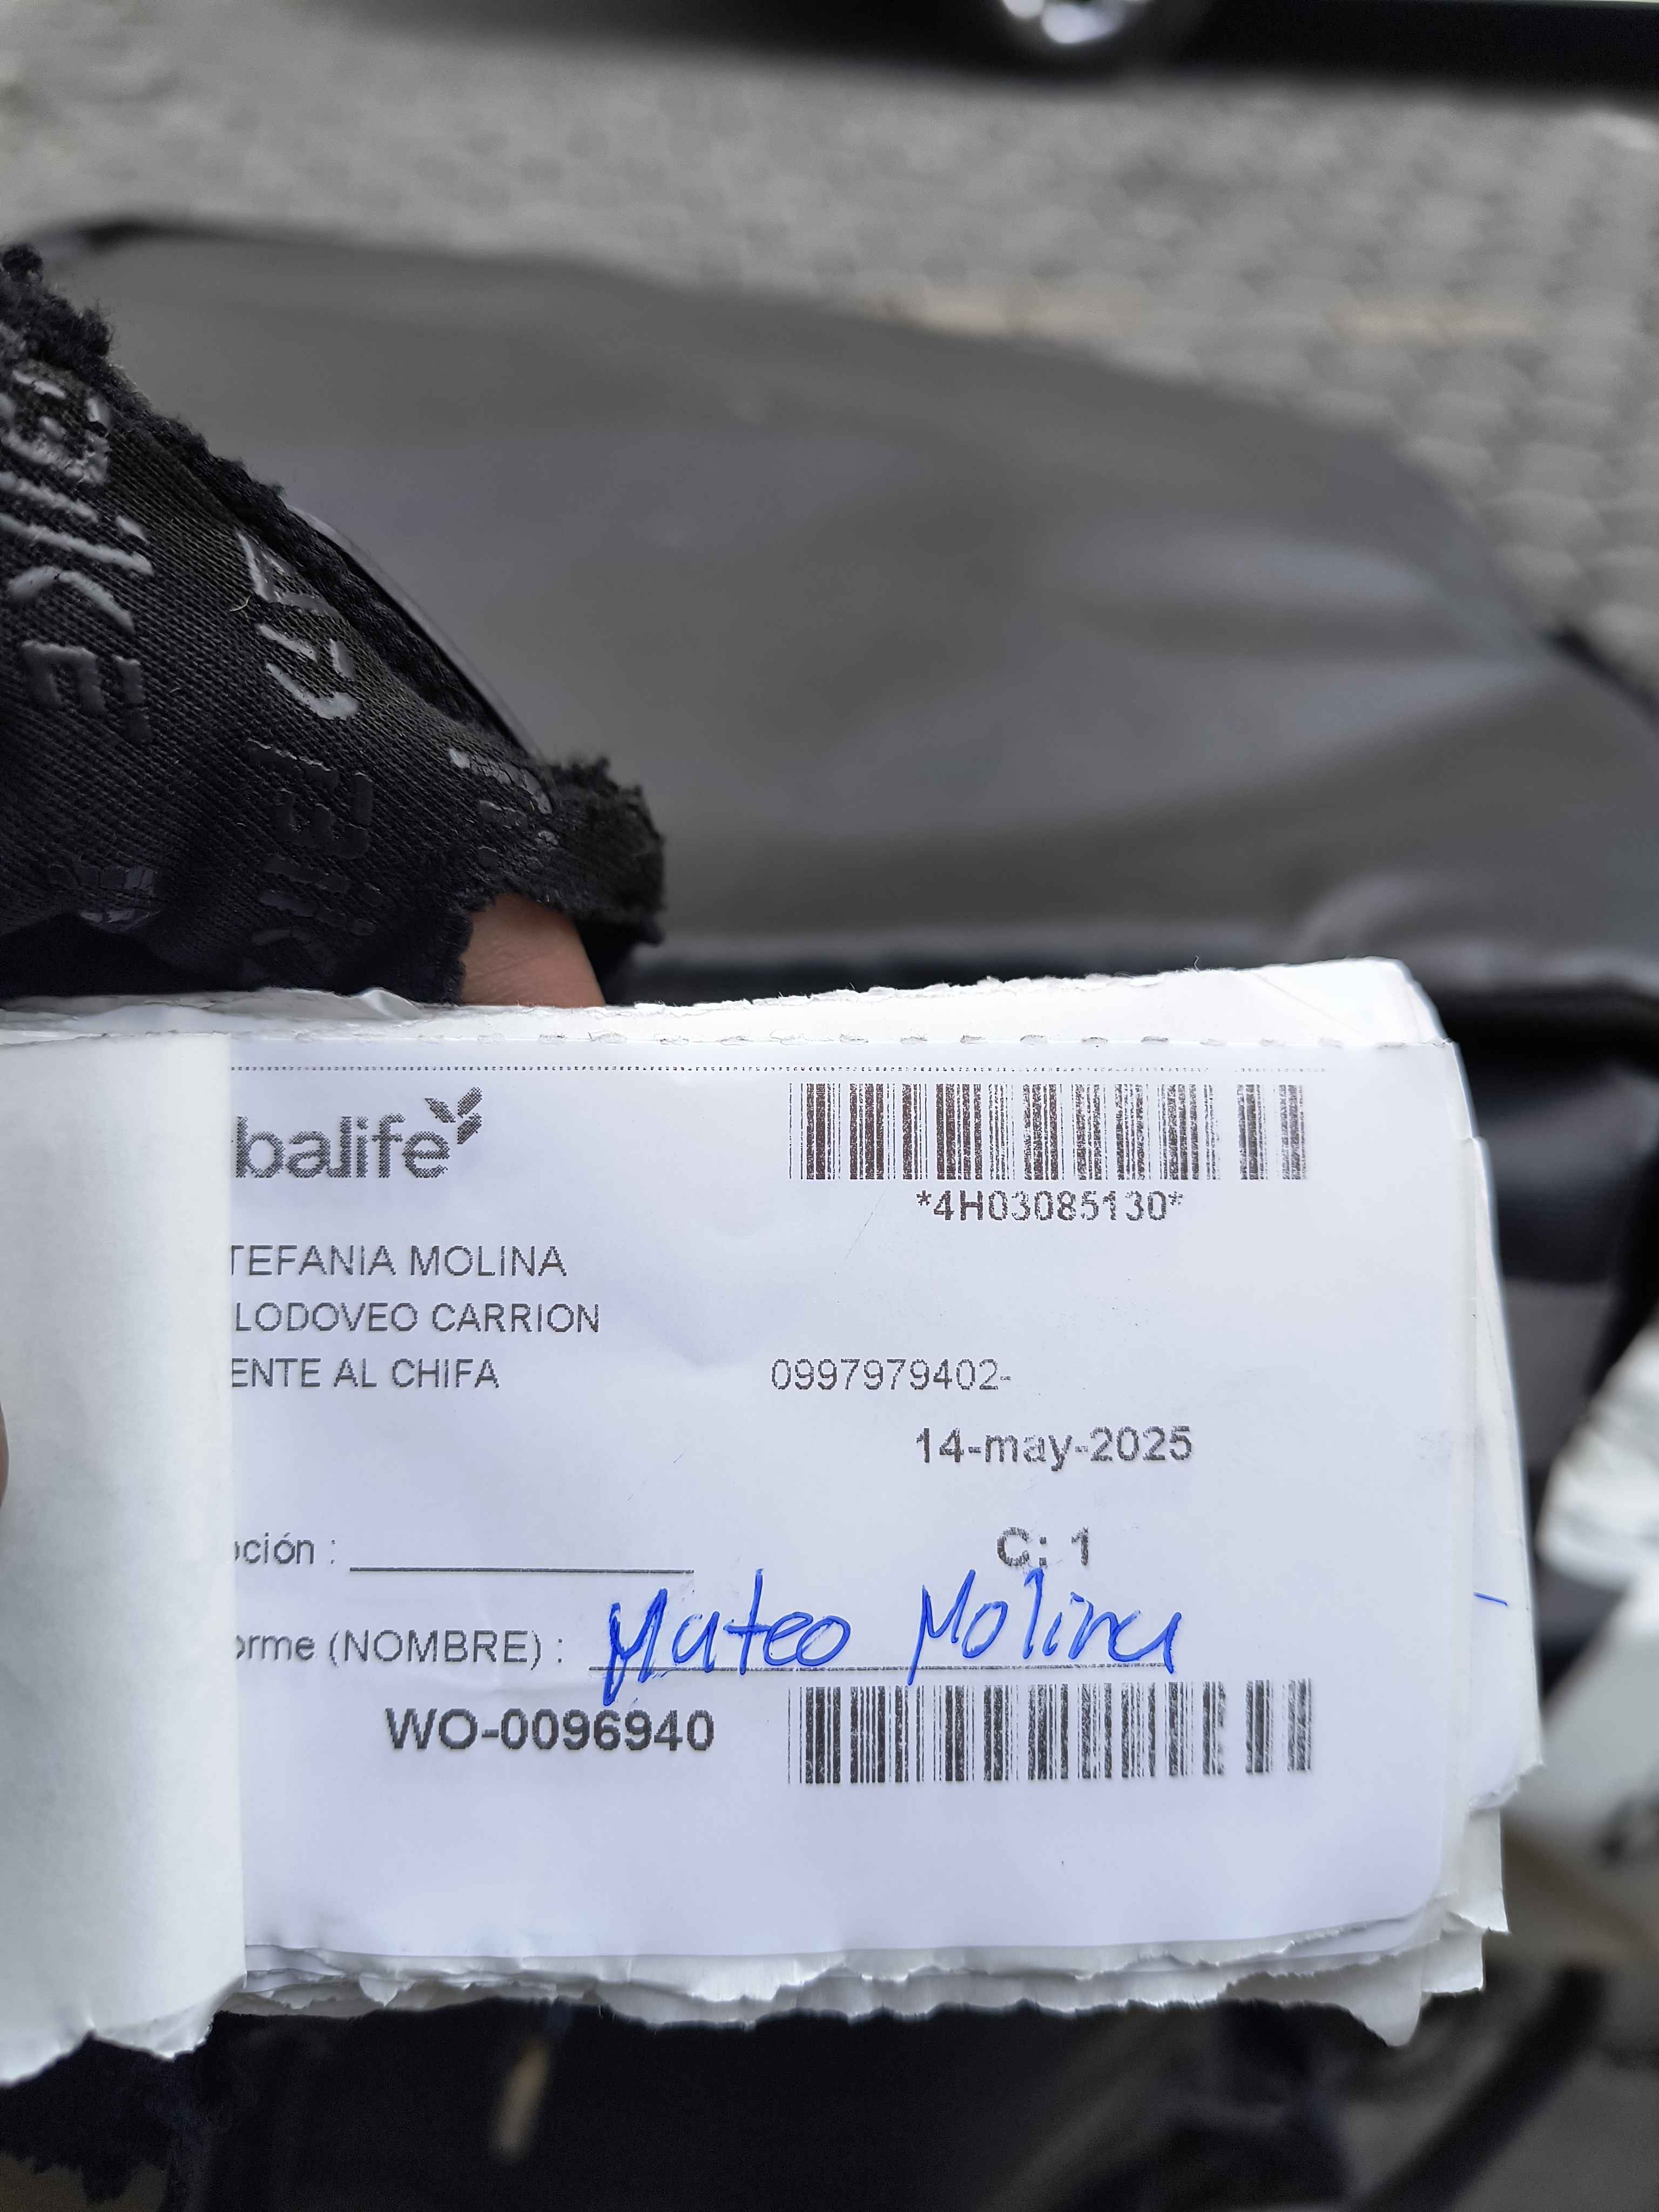 balife
*4H03085130*
TEFANIA MOLINA
LODOVEO CARRION
ENTE AL CHIFA 0997979402-
14-may-2025
ción : C: 1
orme (NOMBRE) : Mateo Molina
WO-0096940